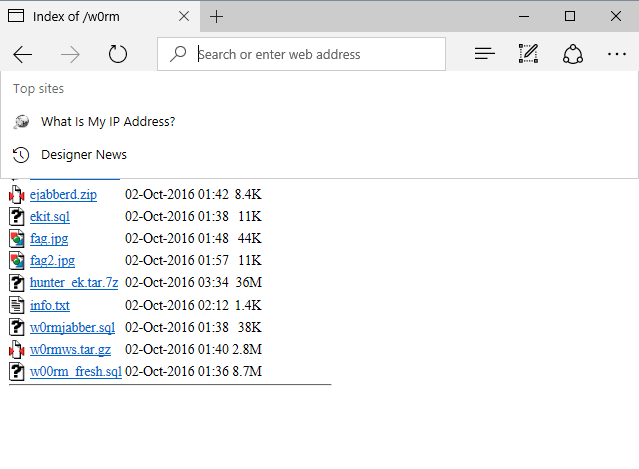 Index of /w0rm
Search or enter web address
Top sites
What Is My IP Address?
Designer News
ejabberd.zip 02-Oct-2016 01:42 8.4K
ekit.sql 02-Oct-2016 01:38 11K
fag.jpg 02-Oct-2016 01:48 44K
fag2.jpg 02-Oct-2016 01:57 11K
hunter_ek.tar.7z 02-Oct-2016 03:34 36M
info.txt 02-Oct-2016 02:12 1.4K
w0rmjabber.sql 02-Oct-2016 01:38 38K
w0rmws.tar.gz 02-Oct-2016 01:40 2.8M
w00rm_fresh.sql 02-Oct-2016 01:36 8.7M